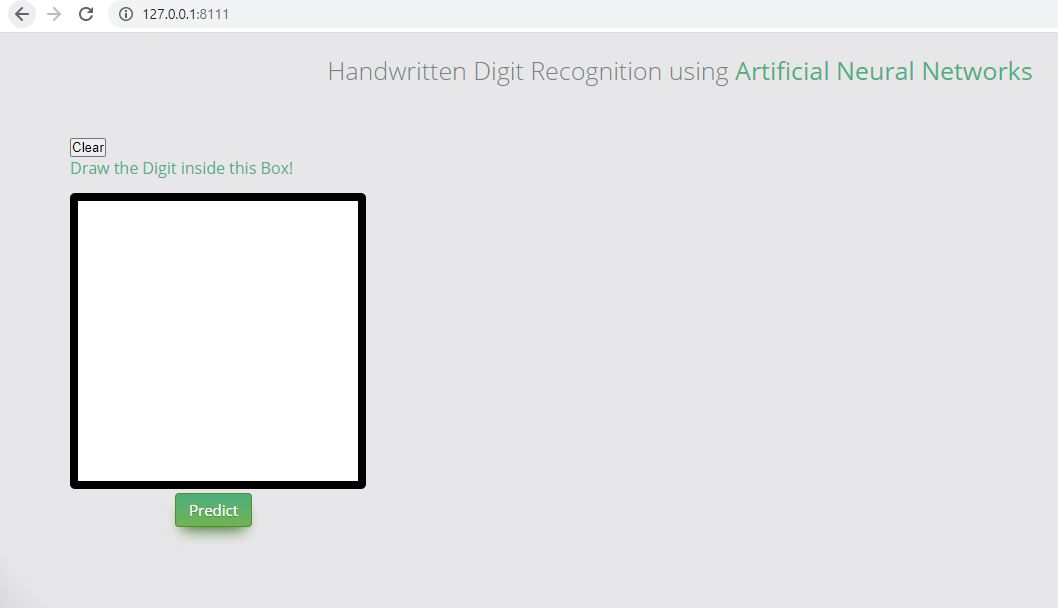 127.0.0.1:8111
Handwritten Digit Recognition using Artificial Neural Networks
Clear
Draw the Digit inside this Box!
Predict